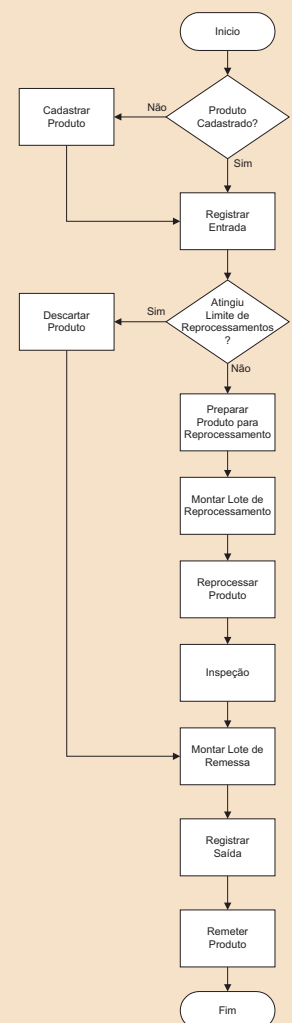 Inicio
Produto
Cadastrado?
Não
Cadastrar
Produto
Sim
Registrar
Entrada
Atingiu
Limite de
Reprocessamentos
?
Sim
Descartar
Produto
Não
Preparar
Produto para
Reprocessamento
Montar Lote de
Reprocessamento
Reprocessar
Produto
Inspeção
Montar Lote de
Remessa
Registrar
Saída
Remeter
Produto
Fim